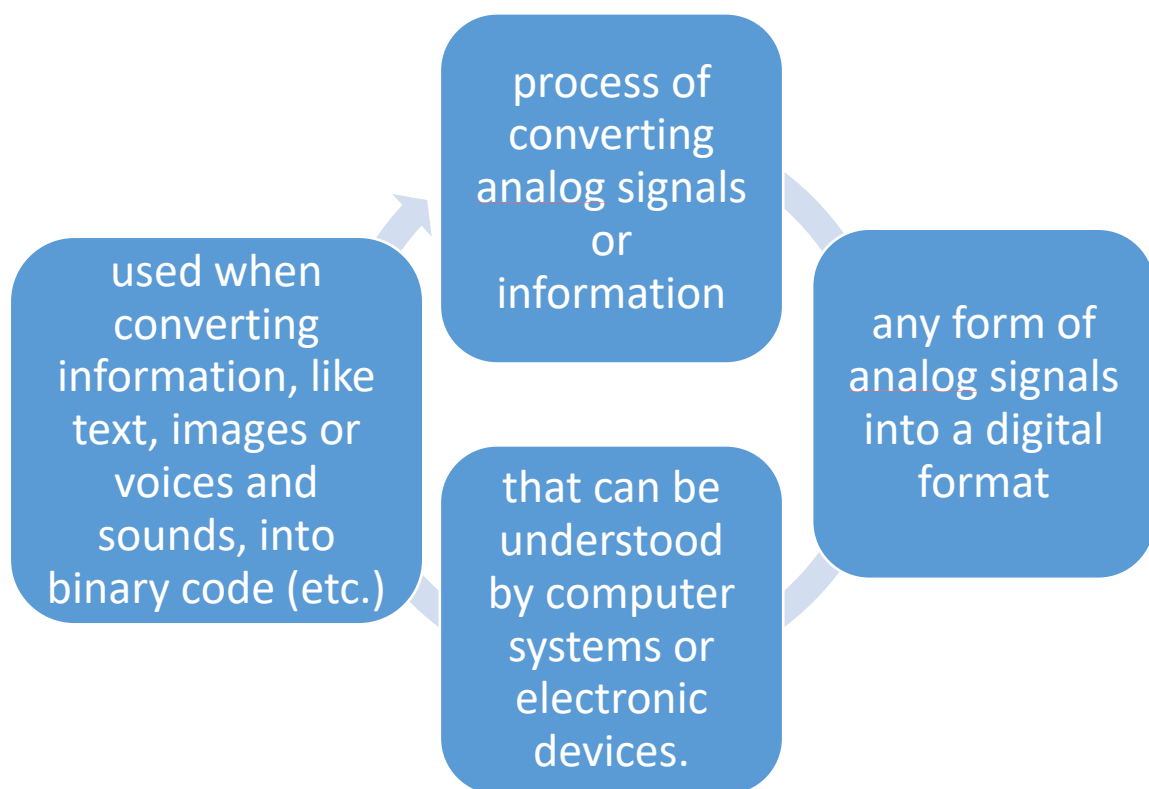 process of
converting
analog signals
or
information
any form of
analog signals
into a digital
format
that can be
understood
by computer
systems or
electronic
devices.
used when
converting
information, like
text, images or
voices and
sounds, into
binary code (etc.)